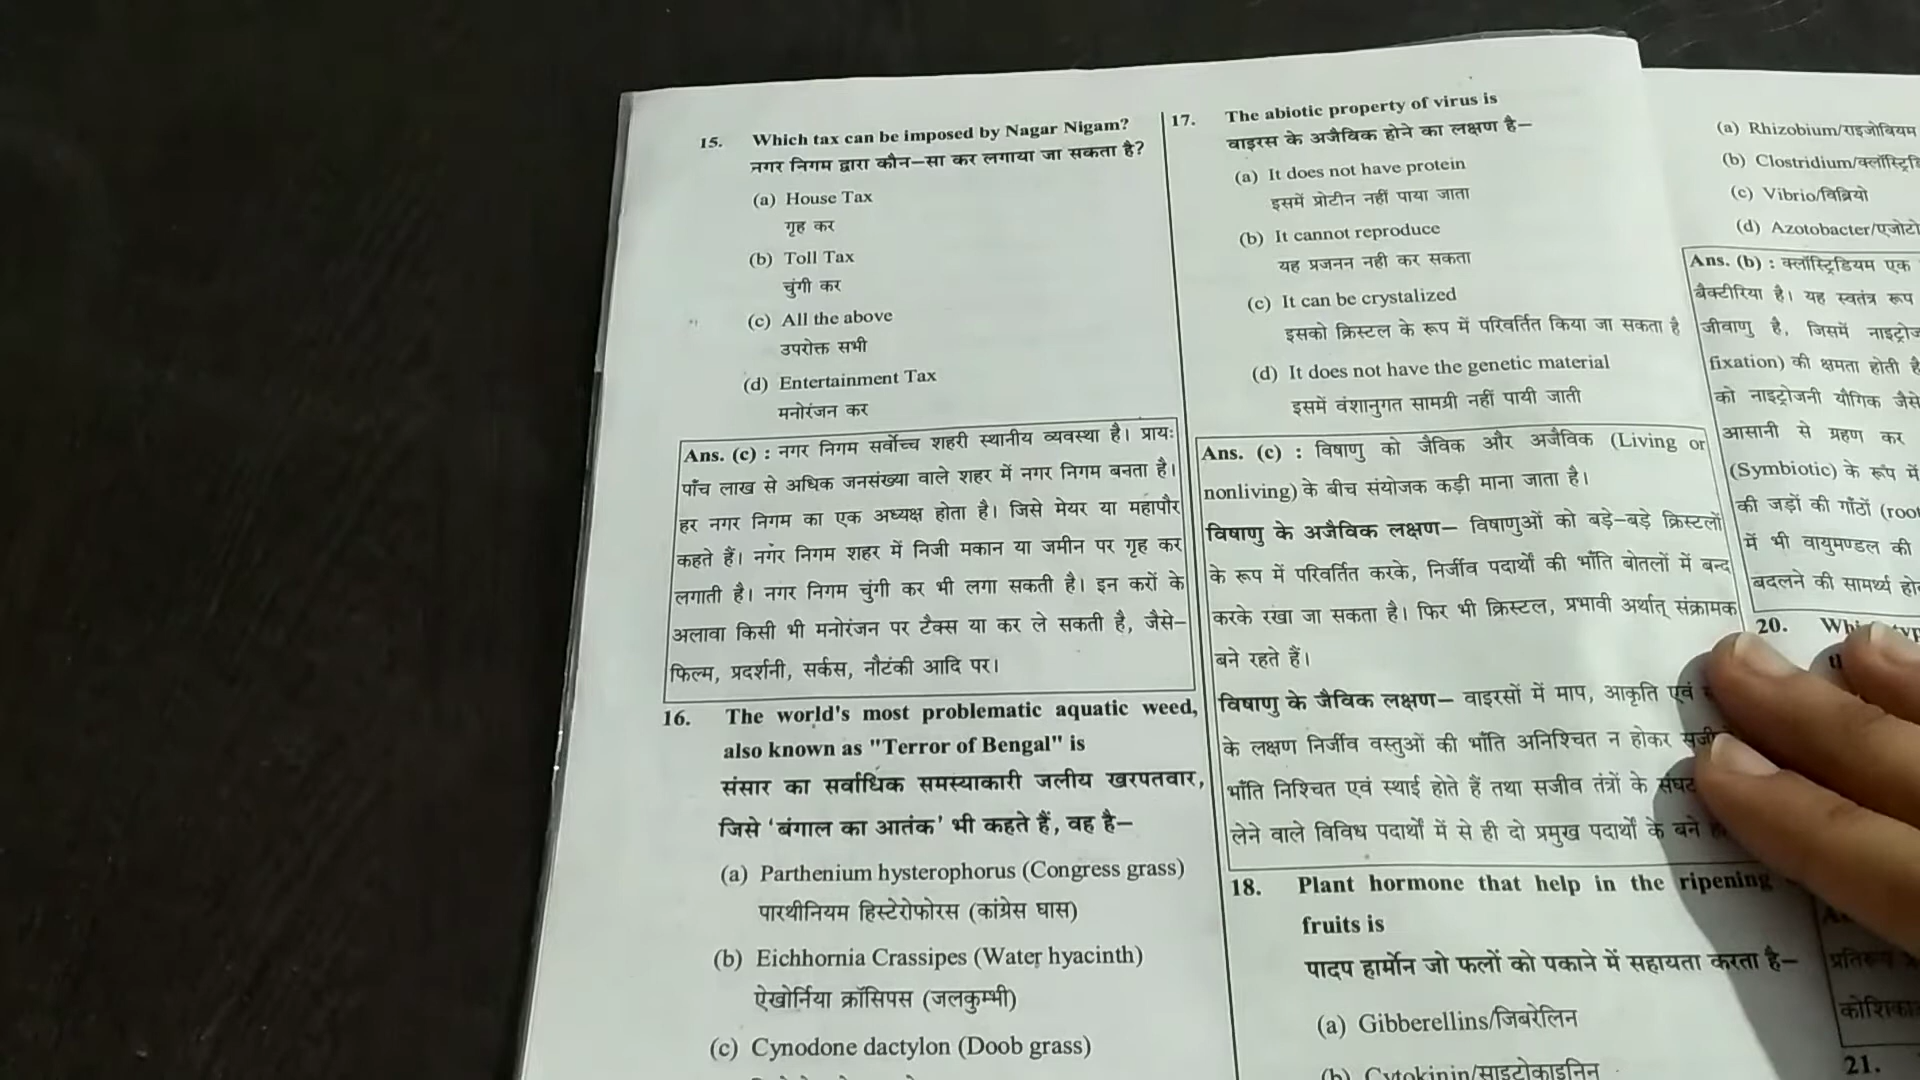 15. Which tax can be imposed by Nagar Nigam?
नगर निगम द्वारा कौन–सा कर लगाया जा सकता है?
(a) House Tax
गृह कर
(b) Toll Tax
चुंगी कर
(c) All the above
उपरोक्त सभी
(d) Entertainment Tax
मनोरंजन कर
Ans. (c) : नगर निगम सर्वोच्च शहरी स्थानीय व्यवस्था है। प्रायः
पाँच लाख से अधिक जनसंख्या वाले शहर में नगर निगम बनता है।
हर नगर निगम का एक अध्यक्ष होता है। जिसे मेयर या महापौर
कहते हैं। नगर निगम शहर में निजी मकान या जमीन पर गृह कर
लगाती है। नगर निगम चुंगी कर भी लगा सकती है। इन करों के
अलावा किसी भी मनोरंजन पर टैक्स या कर ले सकती है, जैसे–
फिल्म, प्रदर्शनी, सर्कस, नौटंकी आदि पर।
16. The world's most problematic aquatic weed,
also known as "Terror of Bengal" is
संसार का सर्वाधिक समस्याकारी जलीय खरपतवार,
जिसे 'बंगाल का आतंक' भी कहते हैं, वह है–
(a) Parthenium hysterophorus (Congress grass)
पारथीनियम हिस्टेरोफोरस (कांग्रेस घास)
(b) Eichhornia Crassipes (Water hyacinth)
ऐखोर्निया क्रॉसिपस (जलकुम्भी)
(c) Cynodone dactylon (Doob grass)
17. The abiotic property of virus is
वाइरस के अजैविक होने का लक्षण है–
(a) It does not have protein
इसमें प्रोटीन नहीं पाया जाता
(b) It cannot reproduce
यह प्रजनन नही कर सकता
(c) It can be crystalized
इसको क्रिस्टल के रूप में परिवर्तित किया जा सकता है
(d) It does not have the genetic material
इसमें वंशानुगत सामग्री नहीं पायी जाती
Ans. (c) : विषाणु को जैविक और अजैविक (Living or
nonliving) के बीच संयोजक कड़ी माना जाता है।
विषाणु के अजैविक लक्षण– विषाणुओं को बड़े–बड़े क्रिस्टलों
के रूप में परिवर्तित करके, निर्जीव पदार्थों की भाँति बोतलों में बन्द
करके रखा जा सकता है। फिर भी क्रिस्टल, प्रभावी अर्थात् संक्रामक
बने रहते हैं।
विषाणु के जैविक लक्षण– वाइरसों में माप, आकृति एवं
के लक्षण निर्जीव वस्तुओं की भाँति अनिश्चित न होकर
भाँति निश्चित एवं स्थाई होते हैं तथा सजीव तंत्रों के
लेने वाले विविध पदार्थों में से ही दो प्रमुख पदार्थों के बने
18. Plant hormone that help in the ripening
fruits is
पादप हार्मोन जो फलों को पकाने में सहायता करता है–
(a) Gibberellins/जिबरेलिन
(b) Cytokinin/साइटोकाइनिन
(a) Rhizobium/राइजोबियम
(b) Clostridium/
(c) Vibrio/विब्रियो
(d) Azotobacter/
Ans. (b) : क्लॉस्ट्रिडियम एक
बैक्टीरिया है। यह स्वतंत्र रूप
जीवाणु है, जिसमें
fixation) की क्षमता होती है
को नाइट्रोजनी यौगिक जैसे
आसानी से ग्रहण कर
(Symbiotic) के रूप में
की जड़ों की गाँठों (root
में भी वायुमण्डल की
बदलने की सामर्थ्य
20.
21.